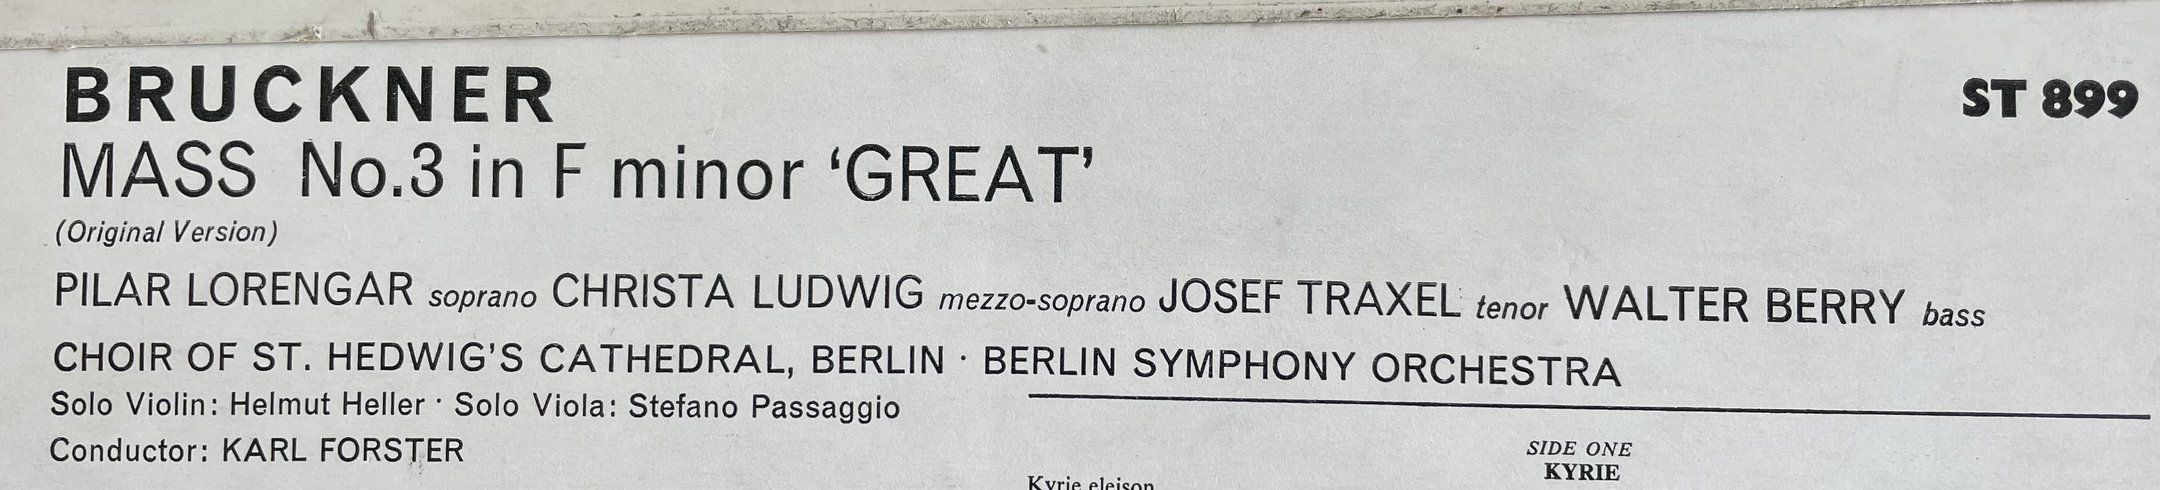 BRUCKNER
ST 899
MASS No.3 in F minor ‘GREAT’
(Original Version)
PILAR LORENGAR soprano CHRISTA LUDWIG mezzo-soprano JOSEF TRAXEL tenor WALTER BERRY bass
CHOIR OF ST. HEDWIG’S CATHEDRAL, BERLIN · BERLIN SYMPHONY ORCHESTRA
Solo Violin: Helmut Heller · Solo Viola: Stefano Passaggio
Conductor: KARL FORSTER
SIDE ONE
KYRIE
Kyrie eleison